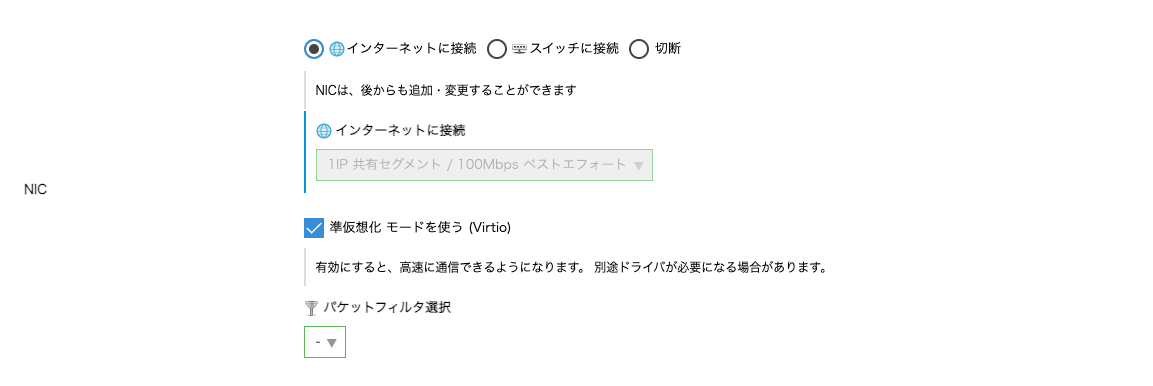 インターネットに接続 スイッチに接続 切断
NICは、後からも追加・変更することができます
インターネットに接続
1IP 共有セグメント / 100Mbps ベストエフォート ▼
NIC
準仮想化 モードを使う (Virtio)
有効にすると、高速に通信できるようになります。 別途ドライバが必要になる場合があります。
パケットフィルタ選択
- ▼